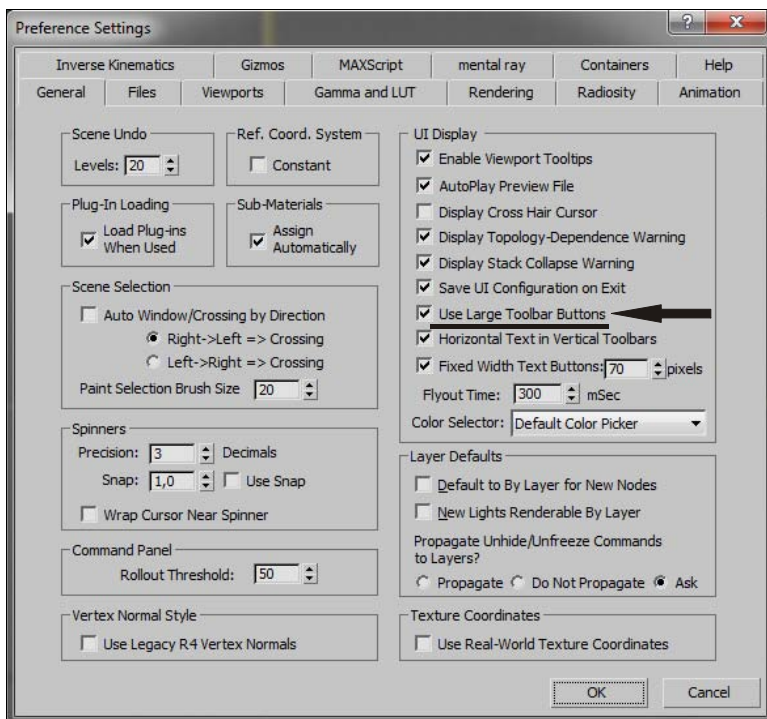 Preference Settings
Inverse Kinematics Gizmos MAXScript mental ray Containers Help
General Files Viewports Gamma and LUT Rendering Radiosity Animation
Scene Undo
Levels: 20
Ref. Coord. System
Constant
Plug-In Loading
Load Plug-ins
When Used
Sub-Materials
Assign
Automatically
Scene Selection
Auto Window/Crossing by Direction
Right->Left => Crossing
Left->Right => Crossing
Paint Selection Brush Size 20
Spinners
Precision: 3 Decimals
Snap: 1,0 Use Snap
Wrap Cursor Near Spinner
Command Panel
Rollout Threshold: 50
Vertex Normal Style
Use Legacy R4 Vertex Normals
UI Display
Enable Viewport Tooltips
AutoPlay Preview File
Display Cross Hair Cursor
Display Topology-Dependence Warning
Display Stack Collapse Warning
Save UI Configuration on Exit
Use Large Toolbar Buttons
Horizontal Text in Vertical Toolbars
Fixed Width Text Buttons: 70 pixels
Flyout Time: 300 mSec
Color Selector: Default Color Picker
Layer Defaults
Default to By Layer for New Nodes
New Lights Renderable By Layer
Propagate Unhide/Unfreeze Commands
to Layers?
Propagate Do Not Propagate Ask
Texture Coordinates
Use Real-World Texture Coordinates
OK Cancel